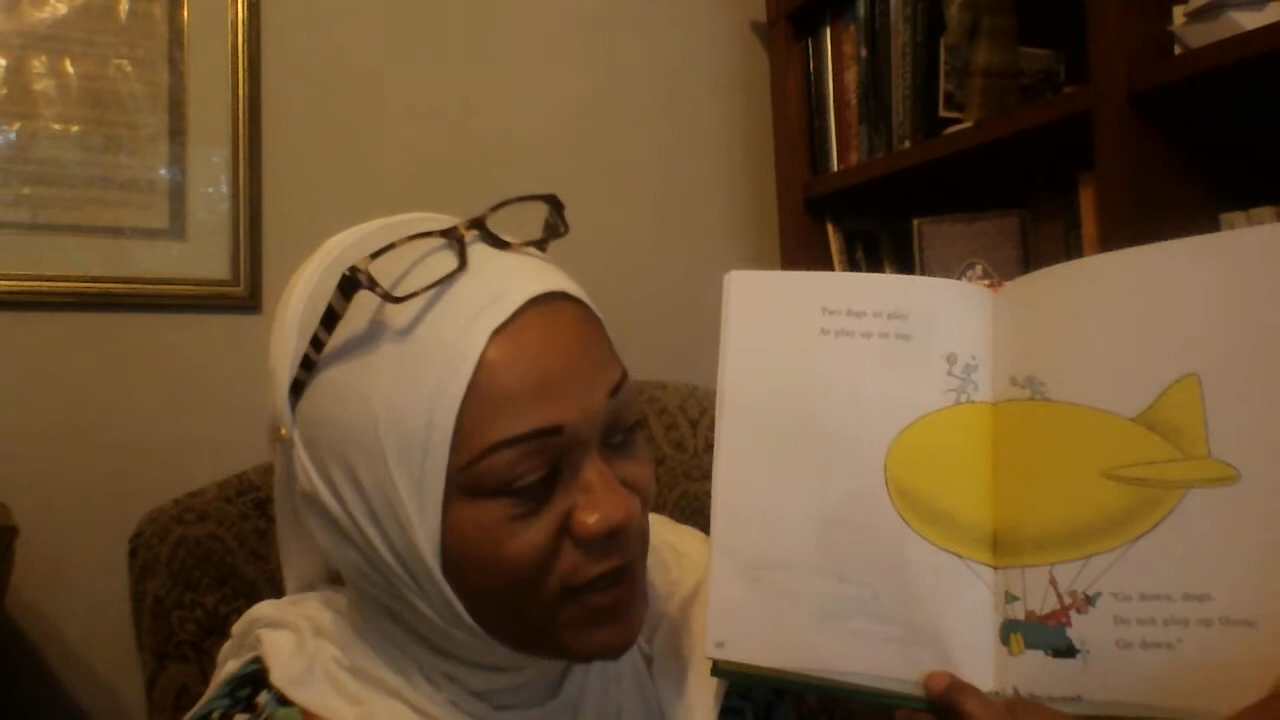 Two dogs at play.
At play up on top.
"Go down, dogs.
Do not play up there.
Go down."